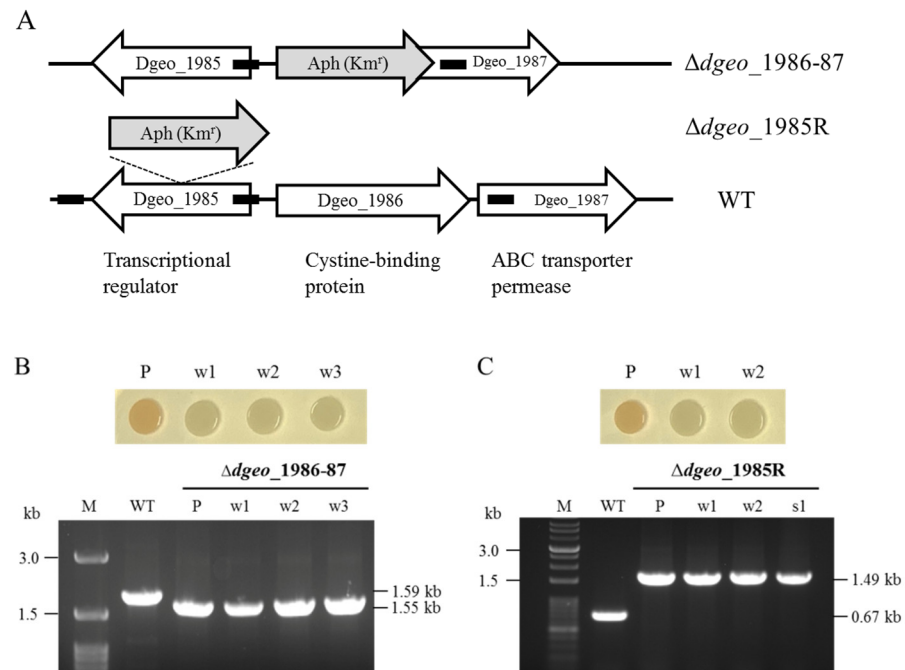 A
Dgeo_1985 Aph (Kmʳ) Dgeo_1987 Δdgeo_1986-87
Aph (Kmʳ) Δdgeo_1985R
Dgeo_1985 Dgeo_1986 Dgeo_1987 WT
Transcriptional Cystine-binding ABC transporter
regulator protein permease
B
P w1 w2 w3
Δdgeo_1986-87
kb M WT P w1 w2 w3
3.0
1.59 kb
1.55 kb
1.5
C
P w1 w2
Δdgeo_1985R
kb M WT P w1 w2 s1
3.0
1.5 1.49 kb
0.67 kb